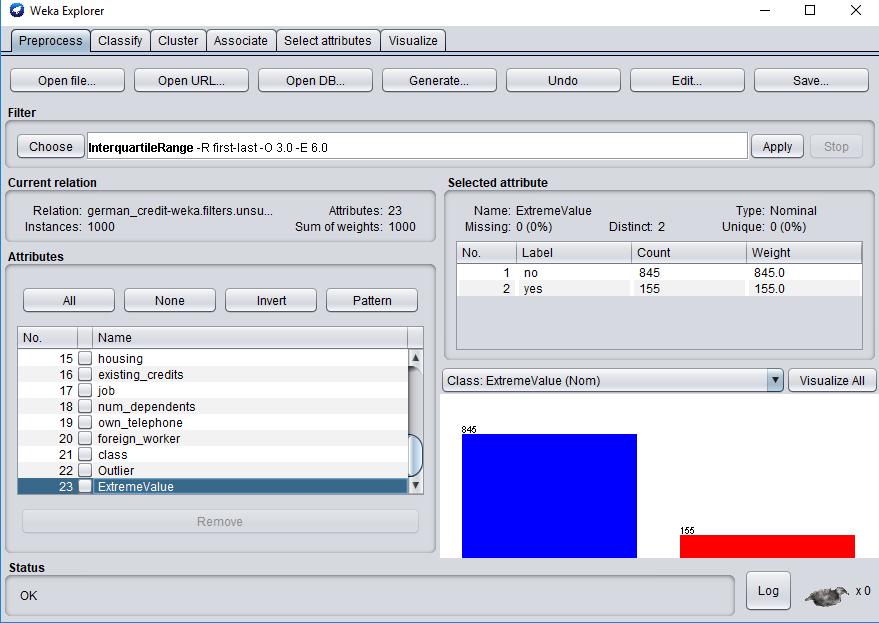 Weka Explorer
Preprocess Classify Cluster Associate Select attributes Visualize
Open file... Open URL... Open DB... Generate... Undo Edit... Save...
Filter
Choose InterquartileRange -R first-last -O 3.0 -E 6.0 Apply Stop
Current relation
Relation: german_credit-weka.filters.unsu... Attributes: 23
Instances: 1000 Sum of weights: 1000
Attributes
All None Invert Pattern
No. Name
15 housing
16 existing_credits
17 job
18 num_dependents
19 own_telephone
20 foreign_worker
21 class
22 Outlier
23 ExtremeValue
Remove
Selected attribute
Name: ExtremeValue Type: Nominal
Missing: 0 (0%) Distinct: 2 Unique: 0 (0%)
No. Label Count Weight
1 no 845 845.0
2 yes 155 155.0
Class: ExtremeValue (Nom) Visualize All
845
155
Status
OK Log x 0